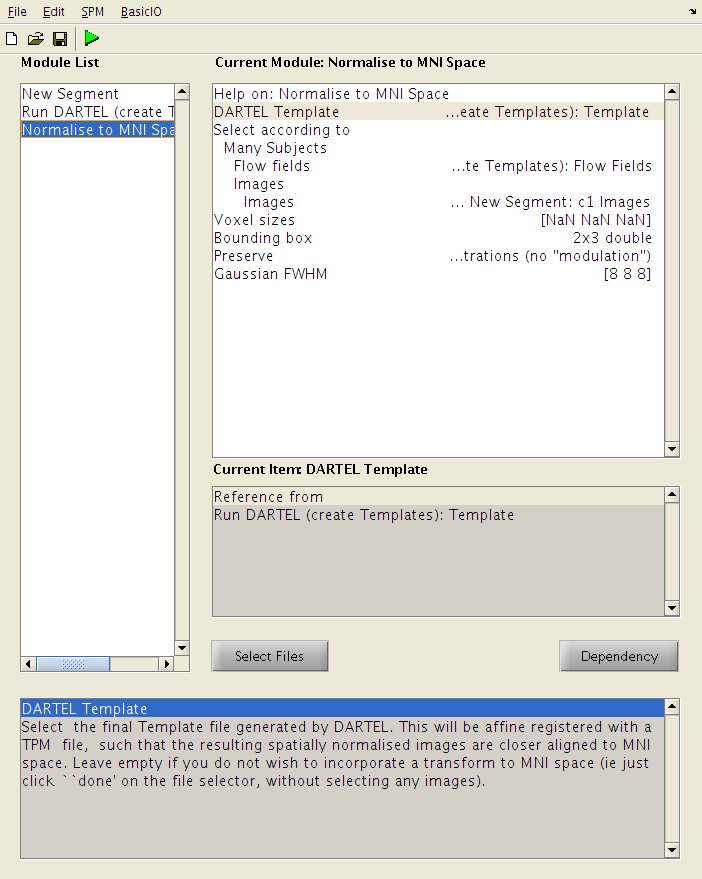 File Edit SPM BasicIO
Module List
Current Module: Normalise to MNI Space
New Segment
Run DARTEL (create T
Normalise to MNI Spa
Help on: Normalise to MNI Space
DARTEL Template ...eate Templates): Template
Select according to
Many Subjects
Flow fields ...te Templates): Flow Fields
Images
Images ... New Segment: c1 Images
Voxel sizes [NaN NaN NaN]
Bounding box 2x3 double
Preserve ...trations (no "modulation")
Gaussian FWHM [8 8 8]
Current Item: DARTEL Template
Reference from
Run DARTEL (create Templates): Template
Select Files
Dependency
DARTEL Template
Select  the final Template file generated by DARTEL. This will be affine registered with a
TPM  file,  such that the resulting spatially normalised images are closer aligned to MNI
space. Leave empty if you do not wish to incorporate a transform to MNI space (ie just
click ``done' on the file selector, without selecting any images).